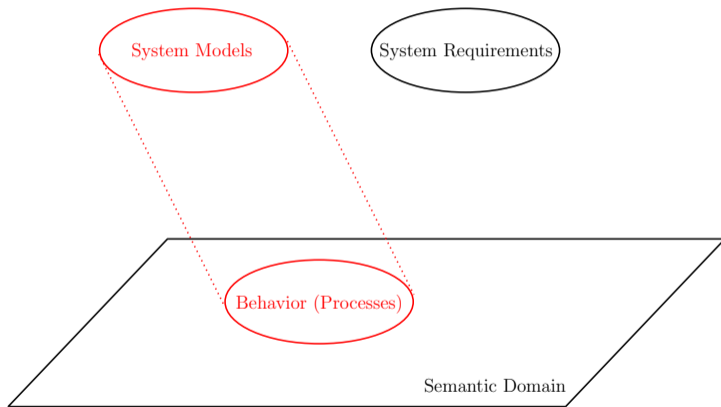 System Models
System Requirements
Behavior (Processes)
Semantic Domain